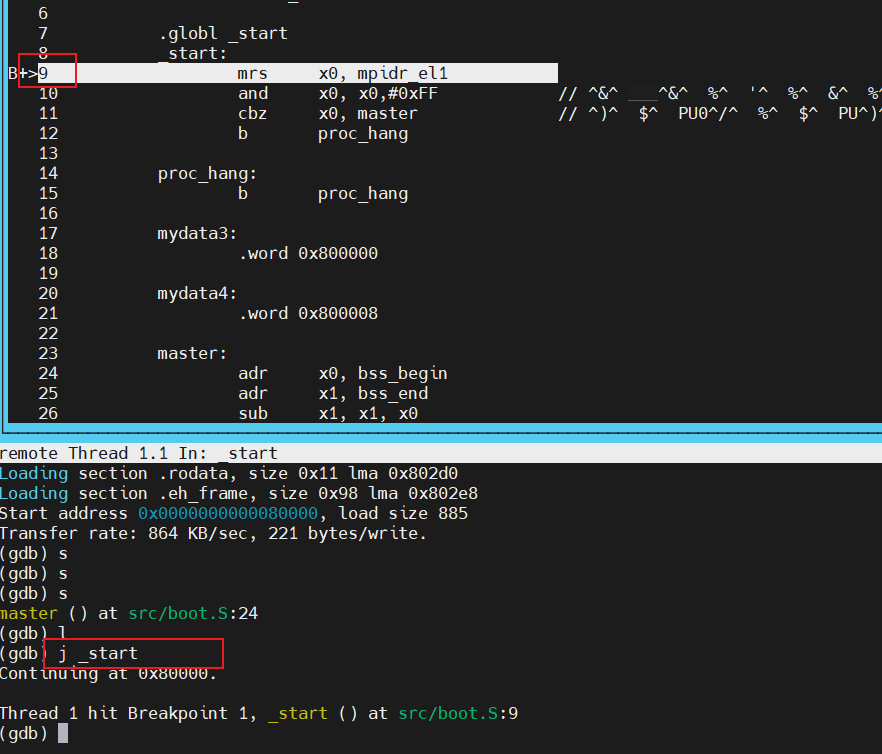 6
7 .globl _start
8 _start:
B+>9 mrs x0, mpidr_el1
10 and x0, x0,#0xFF // ^&^ ___^&^ %^ '^ %^ &^ %^
11 cbz x0, master // ^)^ $^ PU0^/^ %^ $^ PU^)^
12 b proc_hang
13
14 proc_hang:
15 b proc_hang
16
17 mydata3:
18 .word 0x800000
19
20 mydata4:
21 .word 0x800008
22
23 master:
24 adr x0, bss_begin
25 adr x1, bss_end
26 sub x1, x1, x0
remote Thread 1.1 In: _start
Loading section .rodata, size 0x11 lma 0x802d0
Loading section .eh_frame, size 0x98 lma 0x802e8
Start address 0x0000000000080000, load size 885
Transfer rate: 864 KB/sec, 221 bytes/write.
(gdb) s
(gdb) s
(gdb) s
master () at src/boot.S:24
(gdb) l
(gdb) j _start
Continuing at 0x80000.
Thread 1 hit Breakpoint 1, _start () at src/boot.S:9
(gdb)